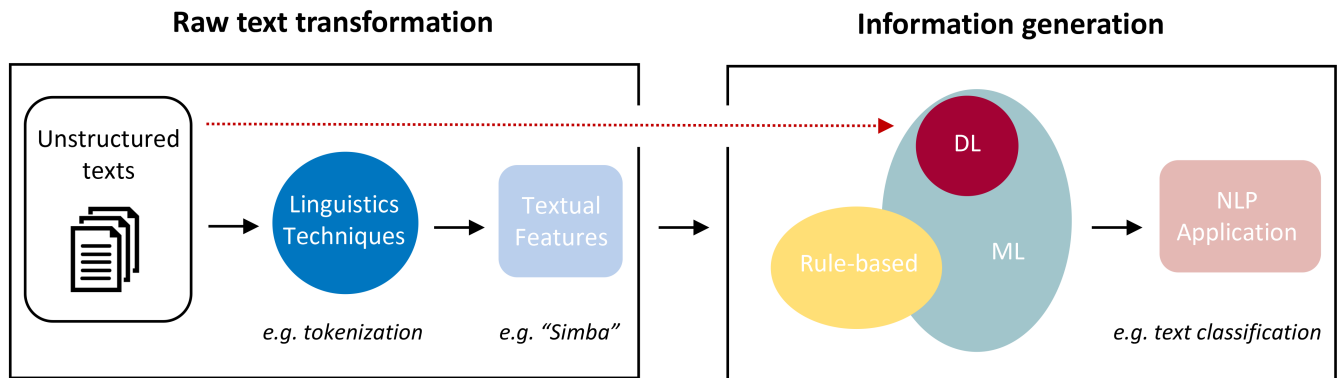 Raw text transformation
Information generation
Unstructured
texts
Linguistics
Techniques
Textual
Features
e.g. tokenization
e.g. “Simba”
DL
ML
Rule-based
NLP
Application
e.g. text classification